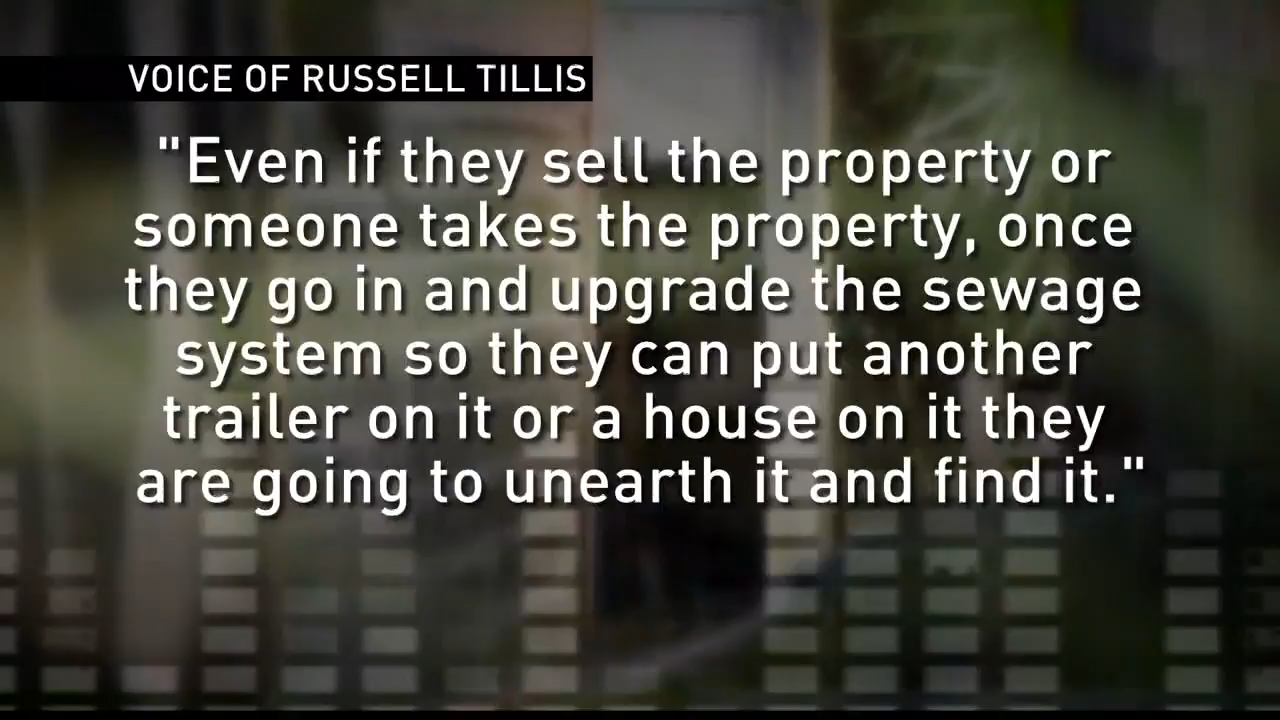 VOICE OF RUSSELL TILLIS
"Even if they sell the property or
someone takes the property, once
they go in and upgrade the sewage
system so they can put another
trailer on it or a house on it they
are going to unearth it and find it."